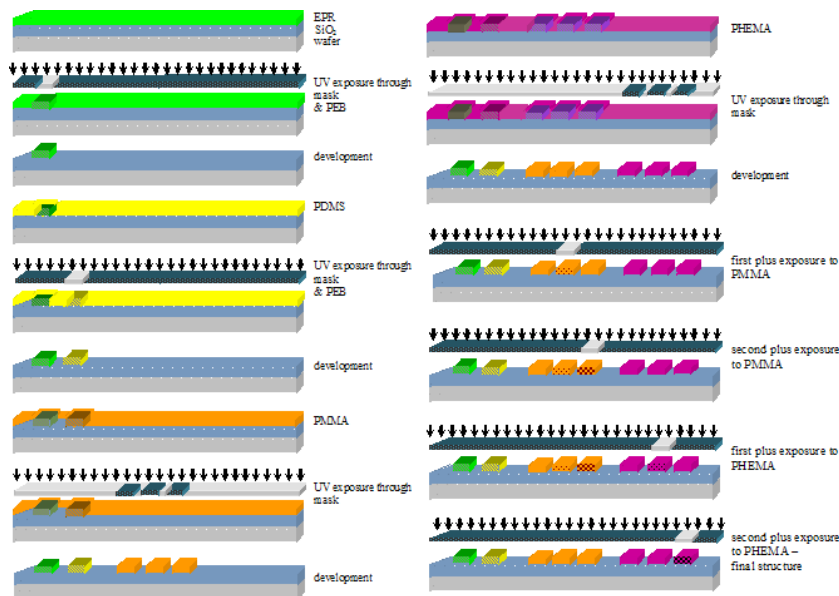 EPR
SiO₂
wafer
UV exposure through
mask
& PEB
development
PDMS
UV exposure through
mask
& PEB
development
PMMA
UV exposure through
mask
development
PHEMA
UV exposure through
mask
development
first plus exposure to
PMMA
second plus exposure
to PMMA
first plus exposure to
PHEMA
second plus exposure
to PHEMA –
final structure